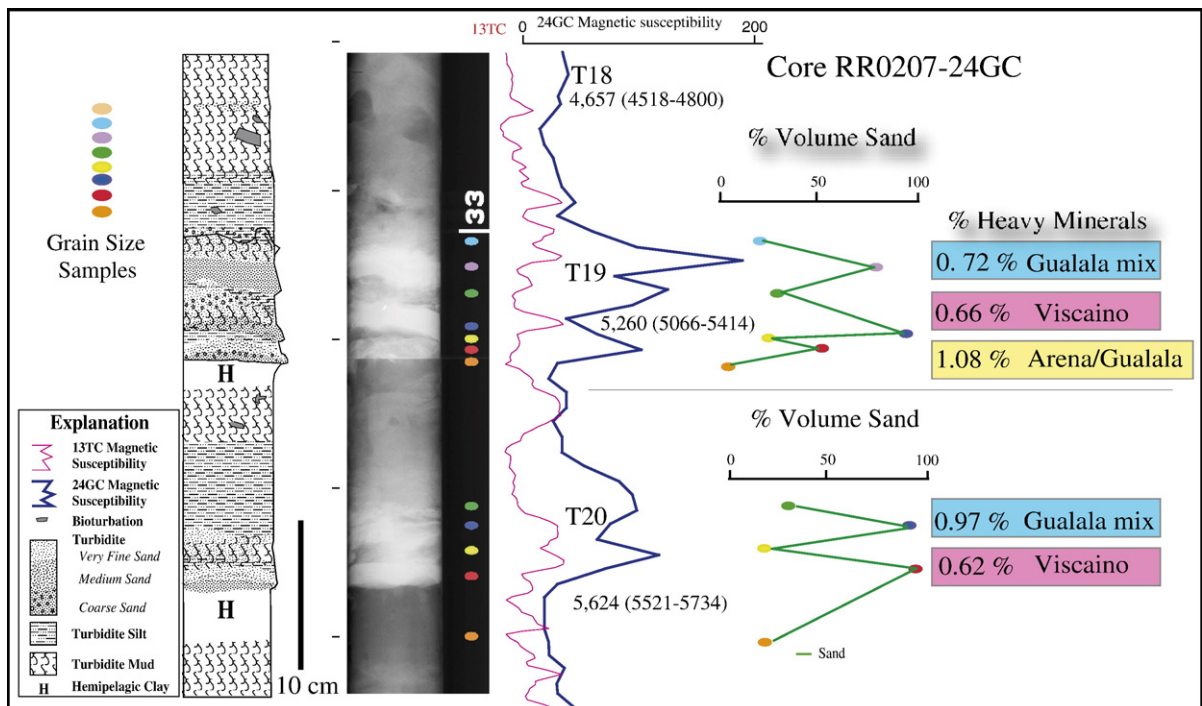 13TC
24GC Magnetic susceptibility
0
200
Core RR0207-24GC
T18
4,657 (4518-4800)
% Volume Sand
0
50
100
33
Grain Size
Samples
% Heavy Minerals
0. 72 % Gualala mix
T19
5,260 (5066-5414)
0.66 % Viscaino
1.08 % Arena/Gualala
H
% Volume Sand
0
50
100
Explanation
13TC Magnetic
Susceptibility
24GC Magnetic
Susceptibility
Bioturbation
Turbidite
Very Fine Sand
Medium Sand
Coarse Sand
Turbidite Silt
Turbidite Mud
H Hemipelagic Clay
H
10 cm
T20
5,624 (5521-5734)
0.97 % Gualala mix
0.62 % Viscaino
Sand